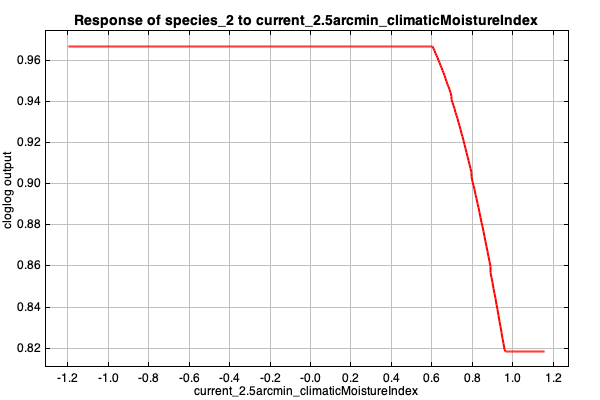 Response of species_2 to current_2.5arcmin_climaticMoistureIndex
0.96
0.94
0.92
0.90
0.88
0.86
0.84
0.82
cloglog output
-1.2 -1.0 -0.8 -0.6 -0.4 -0.2 -0.0 0.2 0.4 0.6 0.8 1.0 1.2
current_2.5arcmin_climaticMoistureIndex